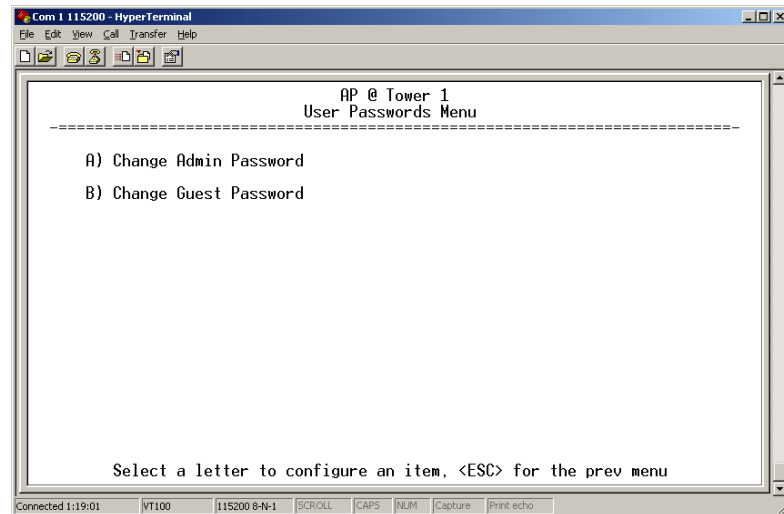 Com 1 115200 - HyperTerminal
File Edit View Call Transfer Help
AP @ Tower 1
User Passwords Menu
-==========================================================================-
A) Change Admin Password
B) Change Guest Password
Select a letter to configure an item, <ESC> for the prev menu
Connected 1:19:01 VT100 115200 8-N-1 SCROLL CAPS NUM Capture Print echo